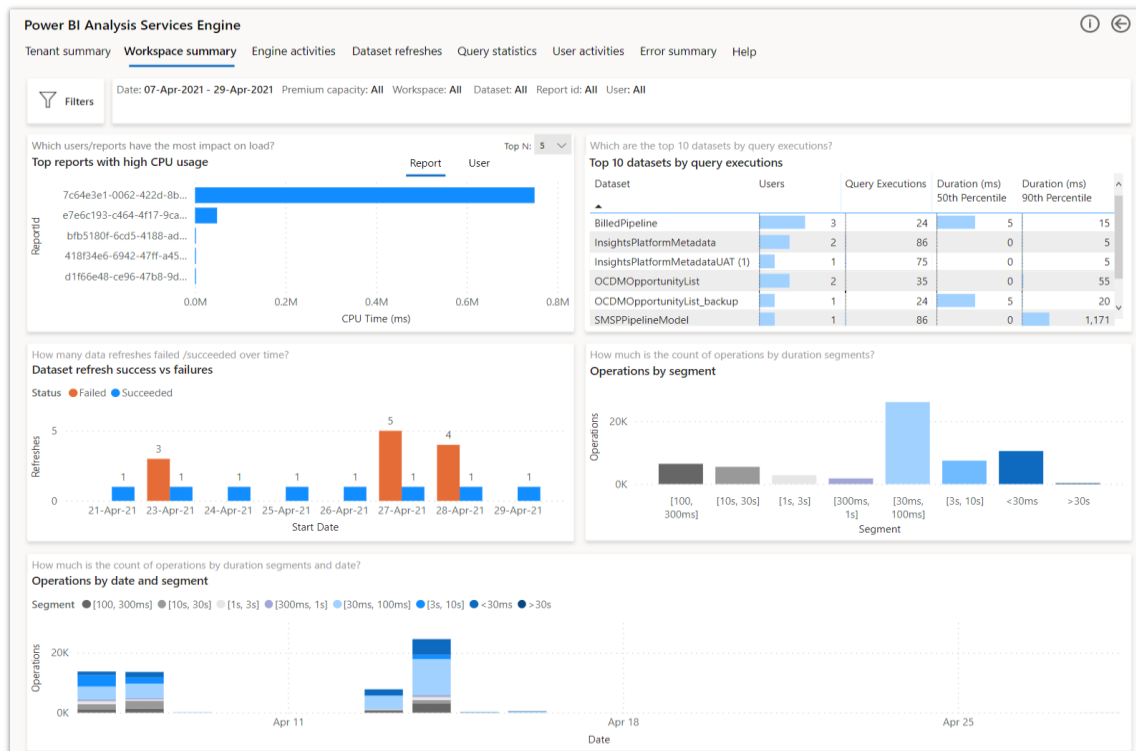 Power BI Analysis Services Engine
Tenant summary Workspace summary Engine activities Dataset refreshes Query statistics User activities Error summary Help
Filters
Date: 07-Apr-2021 - 29-Apr-2021 Premium capacity: All Workspace: All Dataset: All Report id: All User: All
Which users/reports have the most impact on load?
Top N: 5
Top reports with high CPU usage
Report User
ReportId
7c64e3e1-0062-422d-8b...
e7e6c193-c464-4f17-9ca...
bfb5180f-6cd5-4188-ad...
418f34e6-6942-47ff-a45...
d1f66e48-ce96-47b8-9d...
0.0M 0.2M 0.4M 0.6M 0.8M
CPU Time (ms)
Which are the top 10 datasets by query executions?
Top 10 datasets by query executions
Dataset Users Query Executions Duration (ms) 50th Percentile Duration (ms) 90th Percentile
BilledPipeline 3 24 5 15
InsightsPlatformMetadata 2 86 0 5
InsightsPlatformMetadataUAT (1) 1 75 0 5
OCDMOpportunityList 2 35 0 55
OCDMOpportunityList_backup 1 24 5 20
SMSPPipelineModel 1 86 0 1,171
How many data refreshes failed /succeeded over time?
Dataset refresh success vs failures
Status Failed Succeeded
Refreshes
5
0
1 3 1 1 1 1 5 1 4 1 1
21-Apr-21 23-Apr-21 24-Apr-21 25-Apr-21 26-Apr-21 27-Apr-21 28-Apr-21 29-Apr-21
Start Date
How much is the count of operations by duration segments?
Operations by segment
Operations
20K
0K
[100, 300ms] [10s, 30s] [1s, 3s] [300ms, 1s] [30ms, 100ms] [3s, 10s] <30ms >30s
Segment
How much is the count of operations by duration segments and date?
Operations by date and segment
Segment [100, 300ms] [10s, 30s] [1s, 3s] [300ms, 1s] [30ms, 100ms] [3s, 10s] <30ms >30s
Operations
20K
0K
Apr 11 Apr 18 Apr 25
Date